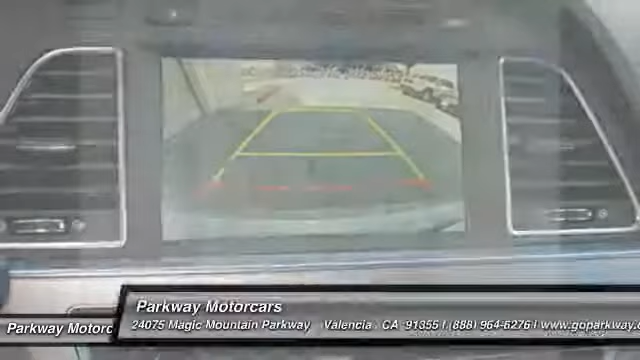 Parkway Motorcars
Parkway Motorc
24075 Magic Mountain Parkway Valencia , CA 91355 | (888) 964-6276 | www.goparkway.c